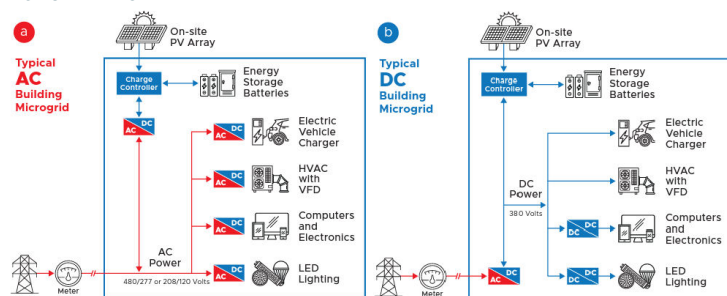 a
Typical
AC
Building
Microgrid
On-site
PV Array
Charge
Controller
Energy
Storage
Batteries
DC
AC
DC
AC
Electric
Vehicle
Charger
DC
AC
HVAC
with
VFD
DC
AC
Computers
and
Electronics
AC
Power
480/277 or 208/120 Volts
DC
AC
LED
Lighting
Meter
b
Typical
DC
Building
Microgrid
On-site
PV Array
Charge
Controller
Energy
Storage
Batteries
Electric
Vehicle
Charger
DC
Power
380 Volts
HVAC
with
VFD
DC
DC
Computers
and
Electronics
DC
AC
DC
DC
LED
Lighting
Meter